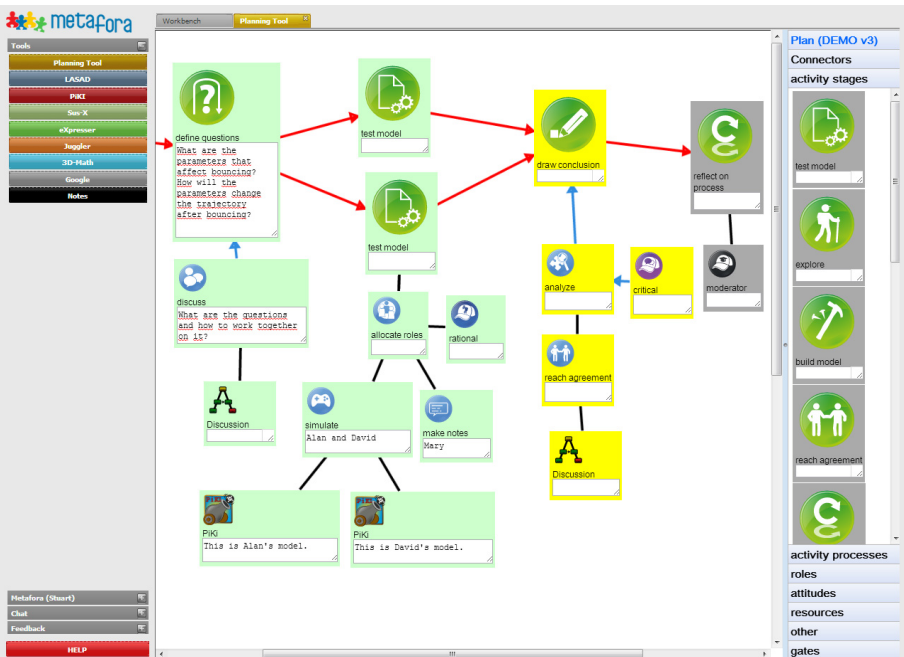 metafora
Workbench
Planning Tool
Tools
Planning Tool
LASAD
PiKI
Sus-X
eXpresser
Juggler
3D-Math
Google
Notes
define questions
What are the
parameters that
affect bouncing?
How will the
parameters change
the trajectory
after bouncing?
test model
test model
draw conclusion
reflect on
process
moderator
discuss
What are the questions
and how to work together
on it?
Discussion
allocate roles
rational
simulate
Alan and David
make notes
Mary
PiKi
This is Alan's model.
PiKi
This is David's model.
analyze
critical
reach agreement
Discussion
Plan (DEMO v3)
Connectors
activity stages
test model
explore
build model
reach agreement
activity processes
roles
attitudes
resources
other
gates
Metafora (Stuart)
Chat
Feedback
HELP